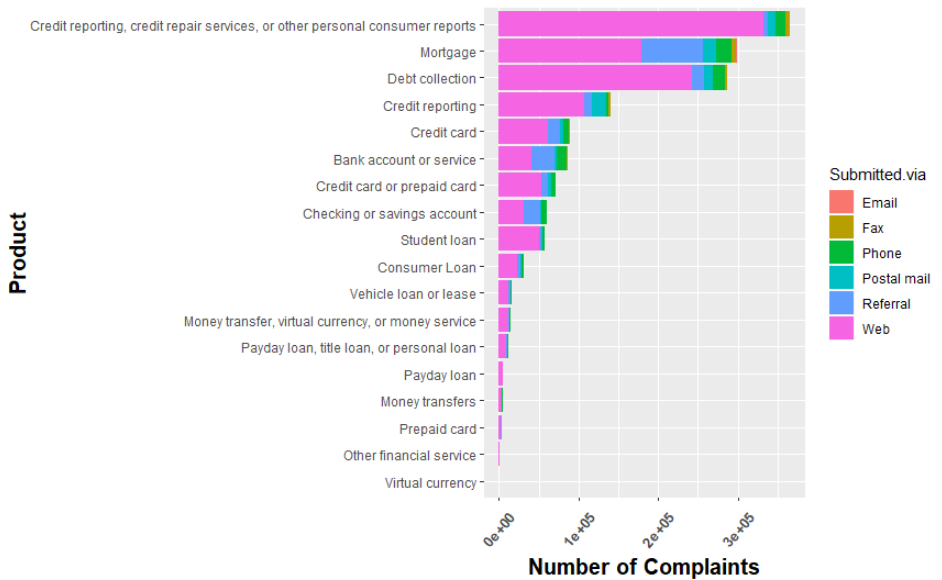 Product
Credit reporting, credit repair services, or other personal consumer reports
Mortgage
Debt collection
Credit reporting
Credit card
Bank account or service
Credit card or prepaid card
Checking or savings account
Student loan
Consumer Loan
Vehicle loan or lease
Money transfer, virtual currency, or money service
Payday loan, title loan, or personal loan
Payday loan
Money transfers
Prepaid card
Other financial service
Virtual currency
0e+00
1e+05
2e+05
3e+05
Number of Complaints
Submitted.via
Email
Fax
Phone
Postal mail
Referral
Web